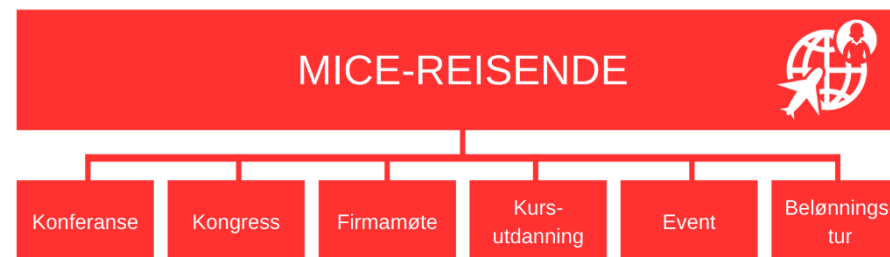 MICE-REISENDE
Konferanse
Kongress
Firmamøte
Kurs-
utdanning
Event
Belønnings-
tur